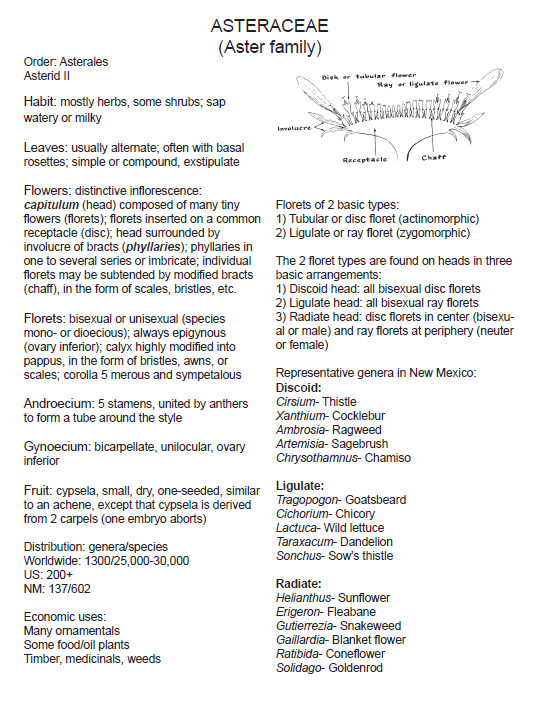 ASTERACEAE
(Aster family)
Order: Asterales
Asterid II
Habit: mostly herbs, some shrubs; sap
watery or milky
Leaves: usually alternate; often with basal
rosettes; simple or compound, exstipulate
Flowers: distinctive inflorescence:
capitulum (head) composed of many tiny
flowers (florets); florets inserted on a common
receptacle (disc); head surrounded by
involucre of bracts (phyllaries); phyllaries in
one to several series or imbricate; individual
florets may be subtended by modified bracts
(chaff), in the form of scales, bristles, etc.
Florets: bisexual or unisexual (species
mono- or dioecious); always epigynous
(ovary inferior); calyx highly modified into
pappus, in the form of bristles, awns, or
scales; corolla 5 merous and sympetalous
Androecium: 5 stamens, united by anthers
to form a tube around the style
Gynoecium: bicarpellate, unilocular, ovary
inferior
Fruit: cypsela, small, dry, one-seeded, similar
to an achene, except that cypsela is derived
from 2 carpels (one embryo aborts)
Distribution: genera/species
Worldwide: 1300/25,000-30,000
US: 200+
NM: 137/602
Economic uses:
Many ornamentals
Some food/oil plants
Timber, medicinals, weeds
Disk or tubular flower
Ray or ligulate flower
Involucre
Receptacle
Chaff
Florets of 2 basic types:
1) Tubular or disc floret (actinomorphic)
2) Ligulate or ray floret (zygomorphic)
The 2 floret types are found on heads in three
basic arrangements:
1) Discoid head: all bisexual disc florets
2) Ligulate head: all bisexual ray florets
3) Radiate head: disc florets in center (bisexu-
al or male) and ray florets at periphery (neuter
or female)
Representative genera in New Mexico:
Discoid:
Cirsium- Thistle
Xanthium- Cocklebur
Ambrosia- Ragweed
Artemisia- Sagebrush
Chrysothamnus- Chamiso
Ligulate:
Tragopogon- Goatsbeard
Cichorium- Chicory
Lactuca- Wild lettuce
Taraxacum- Dandelion
Sonchus- Sow's thistle
Radiate:
Helianthus- Sunflower
Erigeron- Fleabane
Gutierrezia- Snakeweed
Gaillardia- Blanket flower
Ratibida- Coneflower
Solidago- Goldenrod